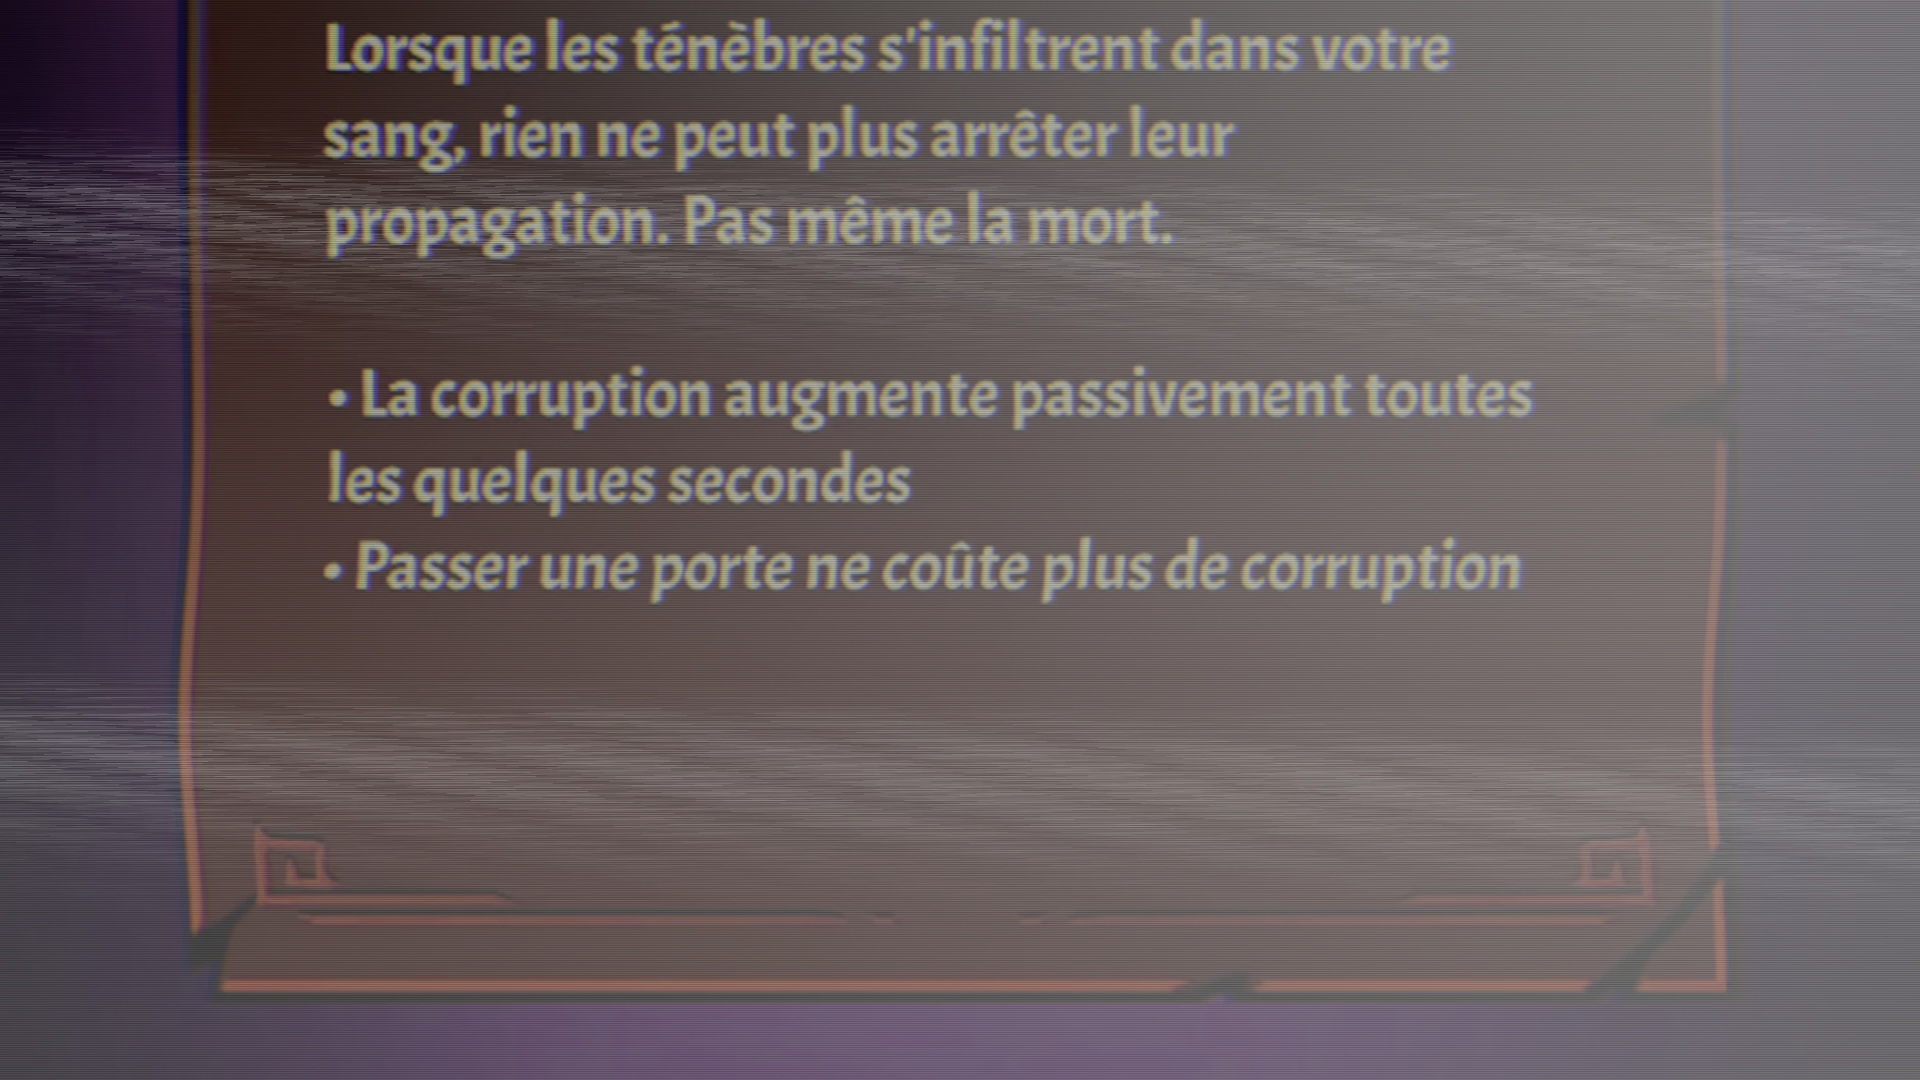 Lorsque les ténèbres s'infiltrent dans votre
sang, rien ne peut plus arrêter leur
propagation. Pas même la mort.
• La corruption augmente passivement toutes
les quelques secondes
• Passer une porte ne coûte plus de corruption